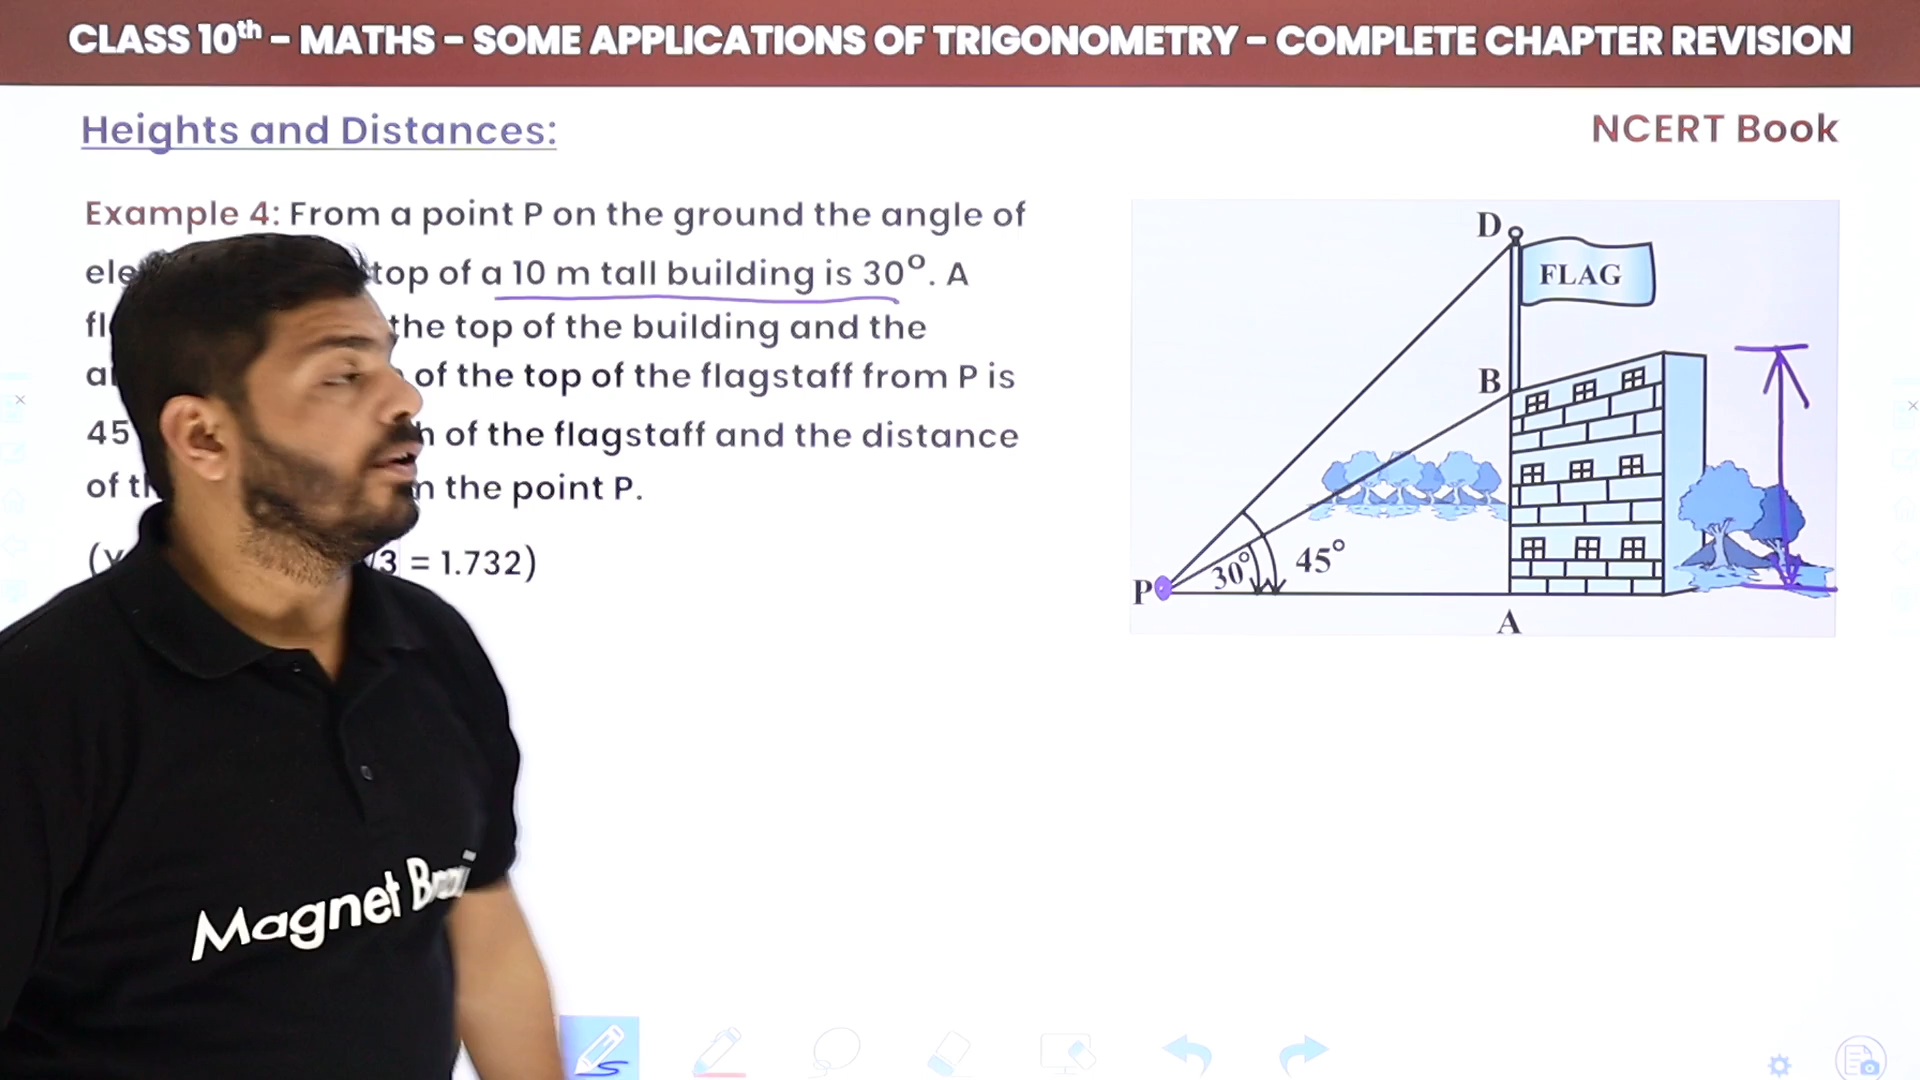 CLASS 10th - MATHS - SOME APPLICATIONS OF TRIGONOMETRY - COMPLETE CHAPTER REVISION
Heights and Distances:
NCERT Book
Example 4: From a point P on the ground the angle of
top of a 10 m tall building is 30°. A
the top of the building and the
of the top of the flagstaff from P is
45 of the flagstaff and the distance
of the point P.
√3 = 1.732)
D
FLAG
B
30°
45°
P
A
Magnet